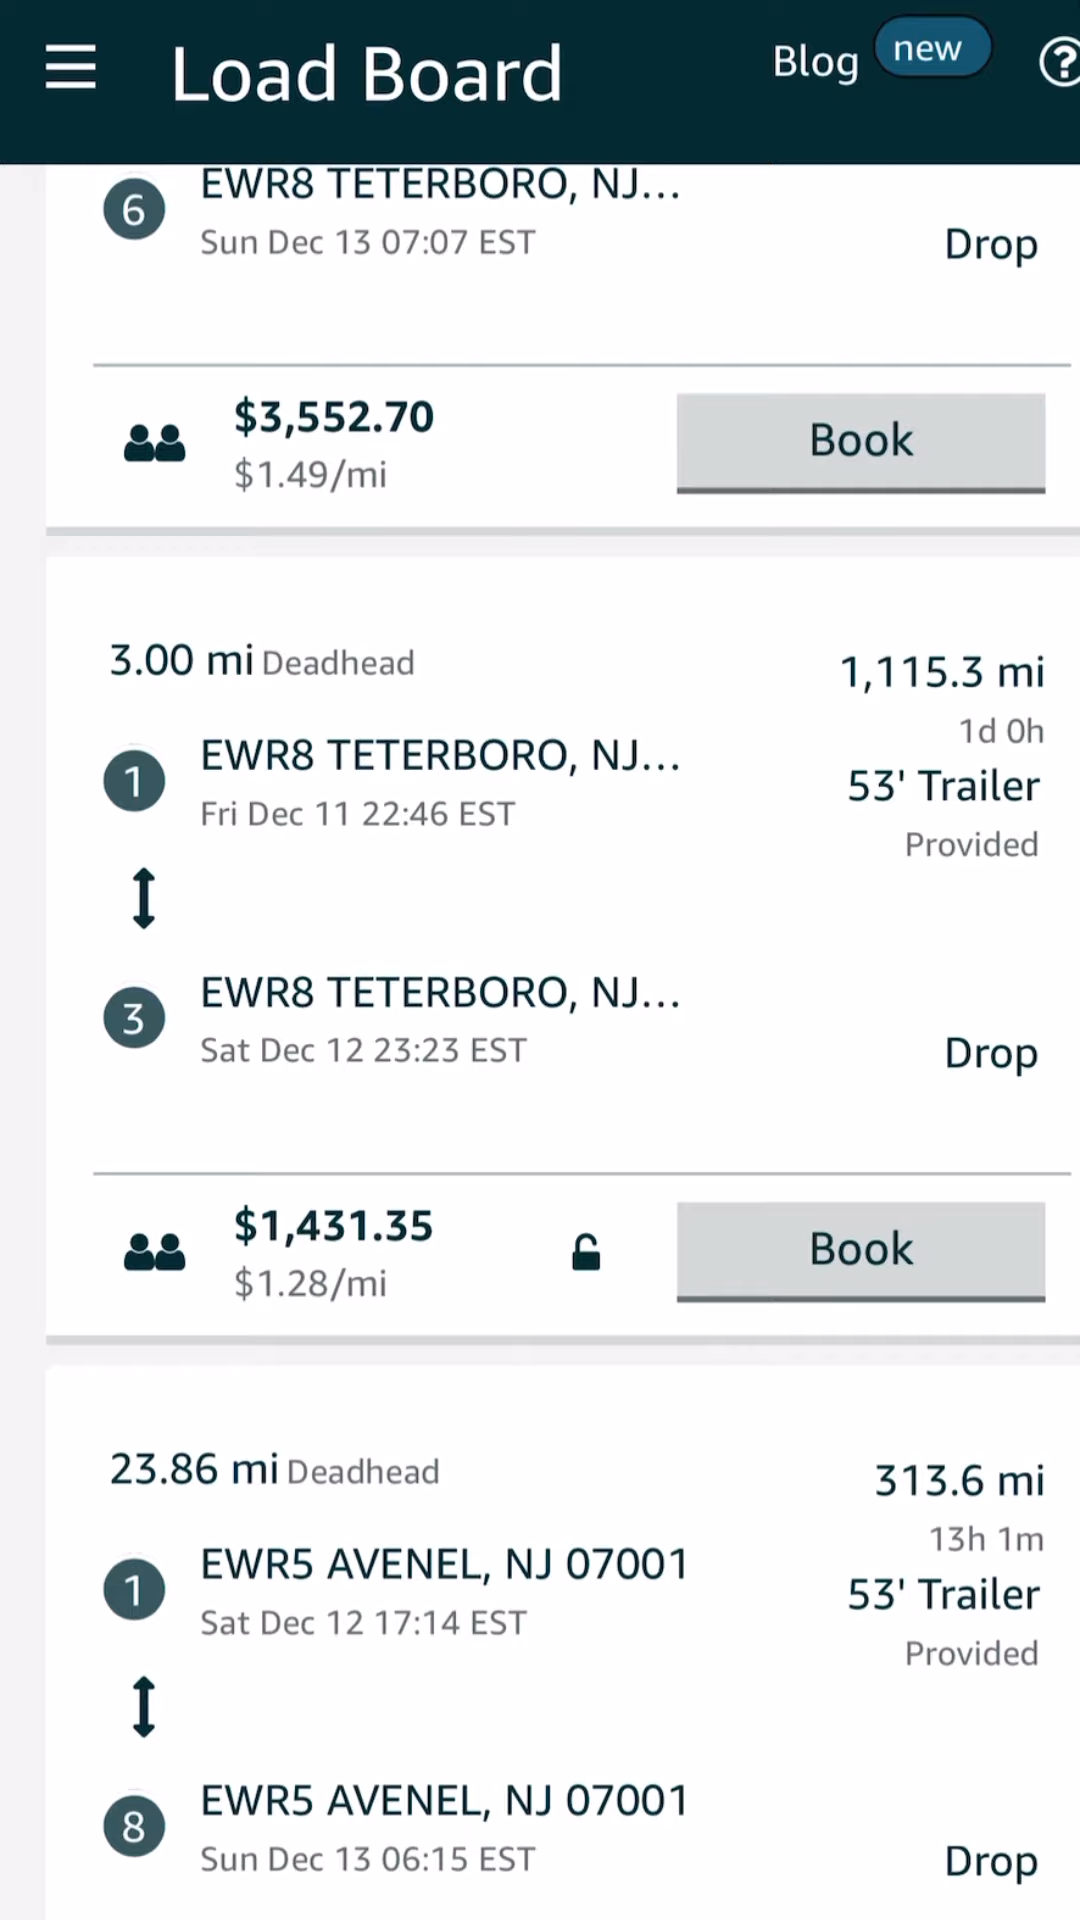 Load Board
Blog
new
?
EWR8 TETERBORO, NJ...
6
Sun Dec 13 07:07 EST
Drop
$3,552.70
$1.49/mi
Book
3.00 mi Deadhead
1,115.3 mi
1d 0h
EWR8 TETERBORO, NJ...
1
53' Trailer
Fri Dec 11 22:46 EST
Provided
EWR8 TETERBORO, NJ...
3
Sat Dec 12 23:23 EST
Drop
$1,431.35
$1.28/mi
Book
23.86 mi Deadhead
313.6 mi
13h 1m
EWR5 AVENEL, NJ 07001
1
53' Trailer
Sat Dec 12 17:14 EST
Provided
EWR5 AVENEL, NJ 07001
8
Sun Dec 13 06:15 EST
Drop